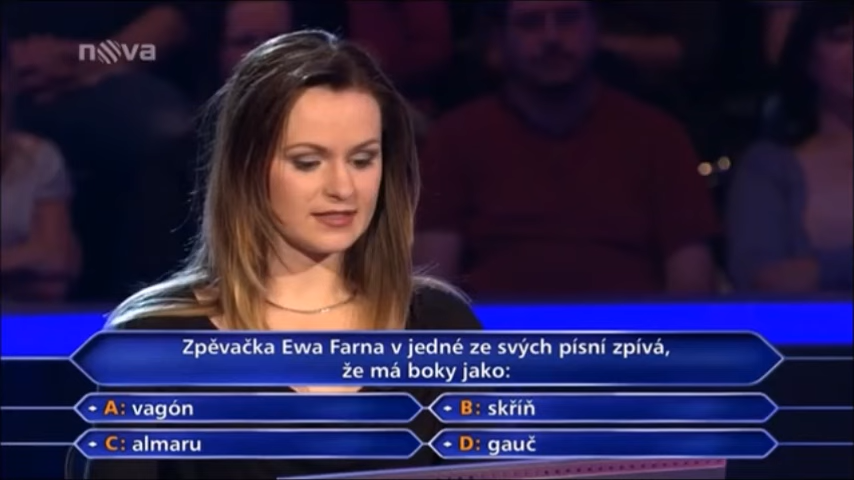 nova
Zpěvačka Ewa Farna v jedné ze svých písní zpívá,
že má boky jako:
A: vagón
B: skříň
C: almaru
D: gauč